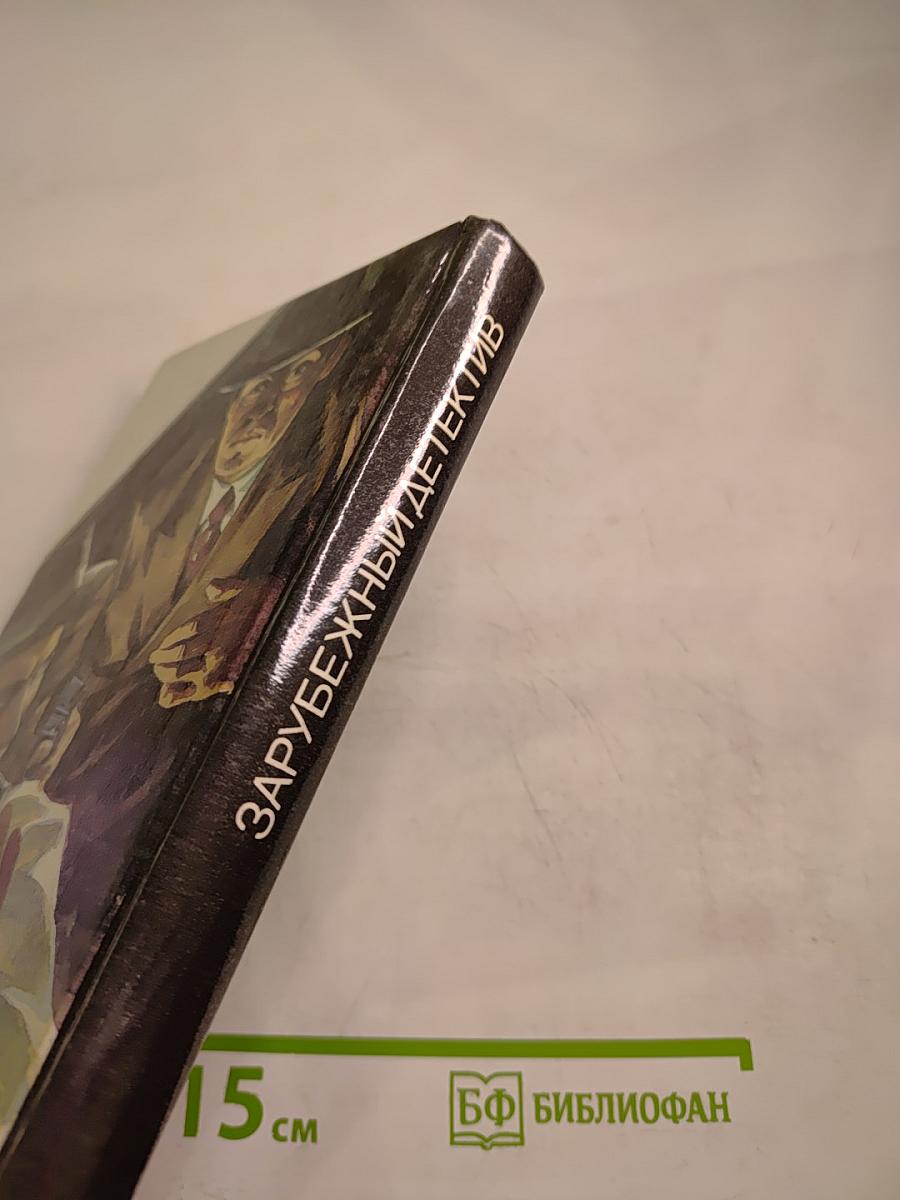 ЗАРУБЕЖНЫЙ ДЕТЕКТИВ
15 см
БФ БИБЛИОФАН